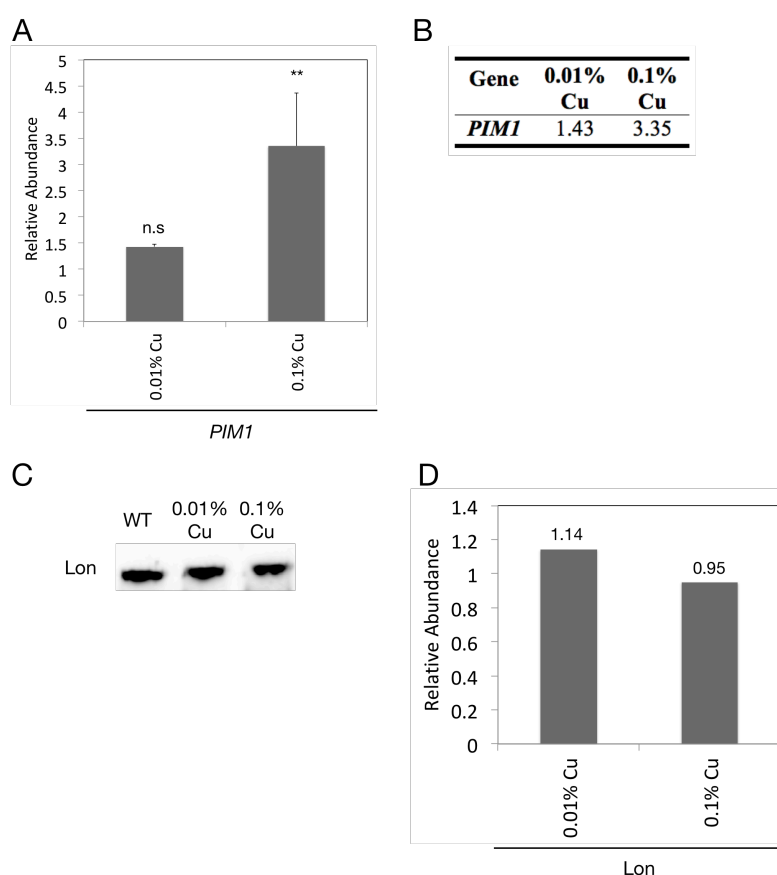 A
5
4.5
4
3.5
3
2.5
2
1.5
1
0.5
0
Relative Abundance
n.s
**
0.01% Cu
0.1% Cu
PIM1
B
Gene 0.01% Cu 0.1% Cu
PIM1 1.43 3.35
C
WT 0.01% Cu 0.1% Cu
Lon
D
1.4
1.2
1
0.8
0.6
0.4
0.2
0
Relative Abundance
1.14
0.95
0.01% Cu
0.1% Cu
Lon